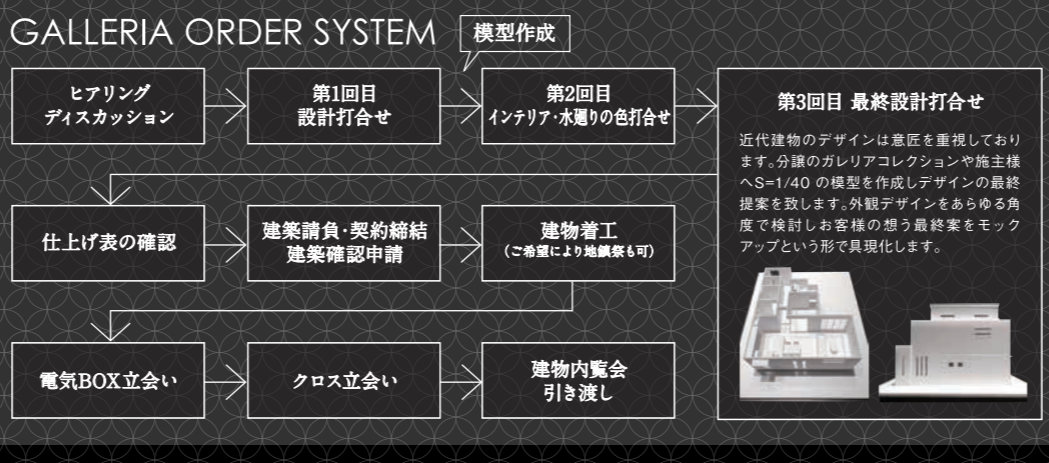 GALLERIA ORDER SYSTEM
模型作成
ヒアリング
ディスカッション
第1回目
設計打合せ
第2回目
インテリア・水廻りの色打合せ
第3回目 最終設計打合せ
近代建物のデザインは意匠を重視しており
ます。分譲のガレリアコレクションや施主様
へS=1/40 の模型を作成しデザインの最終
提案を致します。外観デザインをあらゆる角
度で検討しお客様の想う最終案をモック
アップという形で具現化します。
仕上げ表の確認
建築請負・契約締結
建築確認申請
建物着工
(ご希望により地鎮祭も可)
電気BOX立会い
クロス立会い
建物内覧会
引き渡し